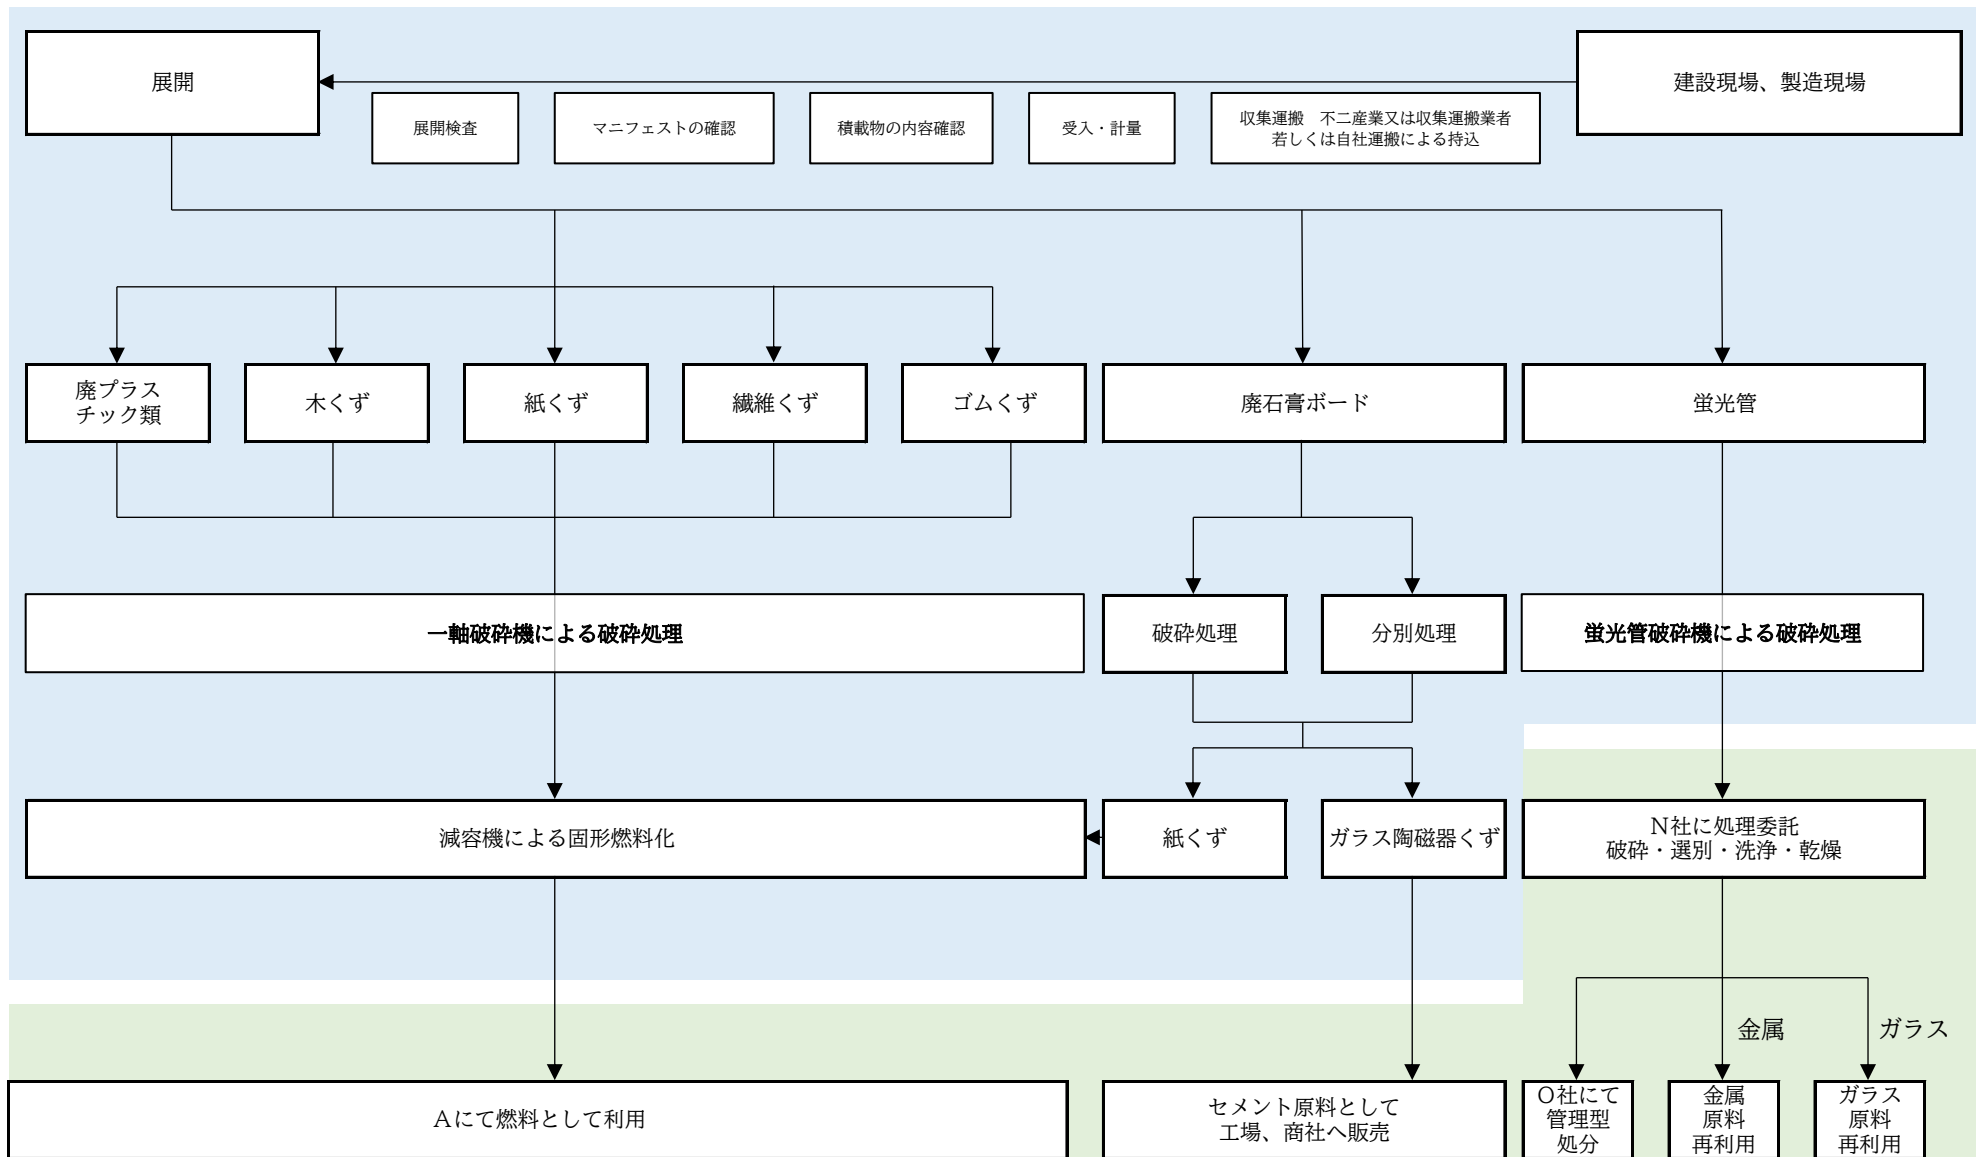 展開
建設現場、製造現場
展開検査
マニフェストの確認
積載物の内容確認
受入・計量
収集運搬　不二産業又は収集運搬業者
若しくは自社運搬による持込
廃プラス
チック類
木くず
紙くず
繊維くず
ゴムくず
廃石膏ボード
蛍光管
一軸破砕機による破砕処理
破砕処理
分別処理
蛍光管破砕機による破砕処理
減容機による固形燃料化
紙くず
ガラス陶磁器くず
N社に処理委託
破砕・選別・洗浄・乾燥
金属
ガラス
Aにて燃料として利用
セメント原料として
工場、商社へ販売
O社にて
管理型
処分
金属
原料
再利用
ガラス
原料
再利用